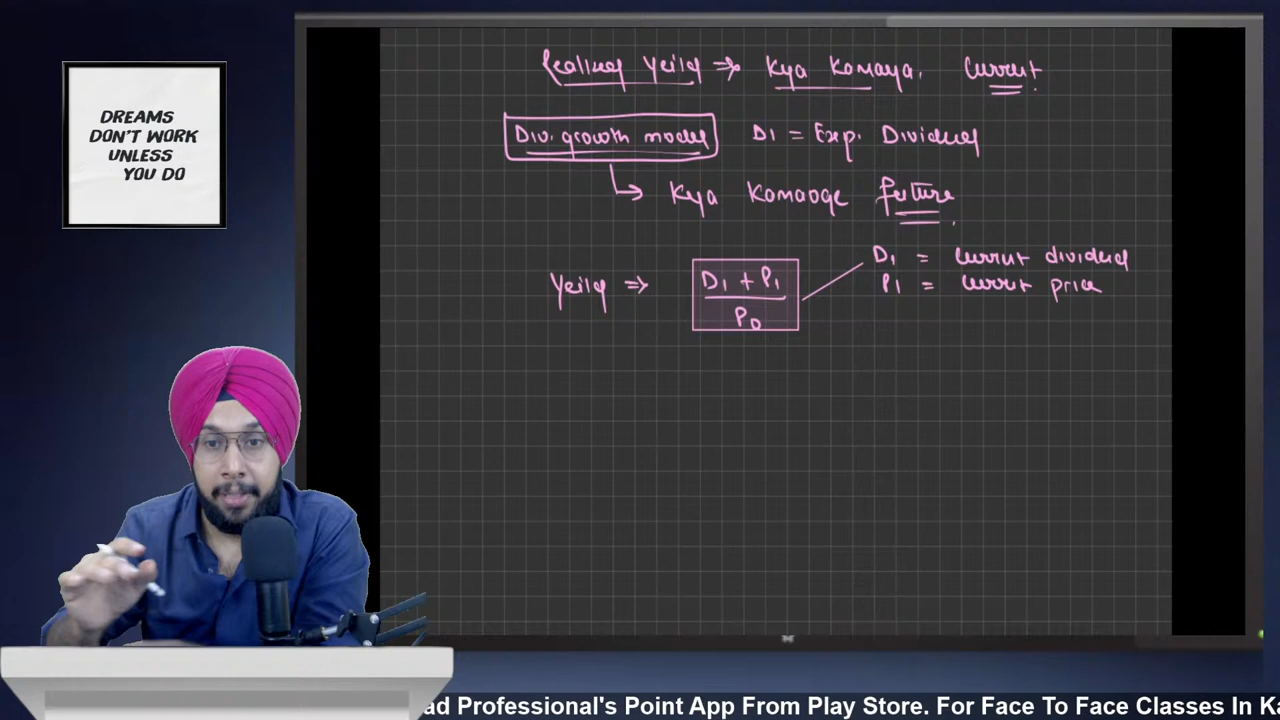 DREAMS
DON'T WORK
UNLESS
YOU DO
Realised Yeild ⇒ Kya Kamaya. Current
Div. growth model D1 = Exp. Dividend
Kya Kamaoge future
Yeild ⇒ D1 + P1 / P0
D1 = current dividend
P1 = current price
ad Professional's Point App From Play Store. For Face To Face Classes In Ka